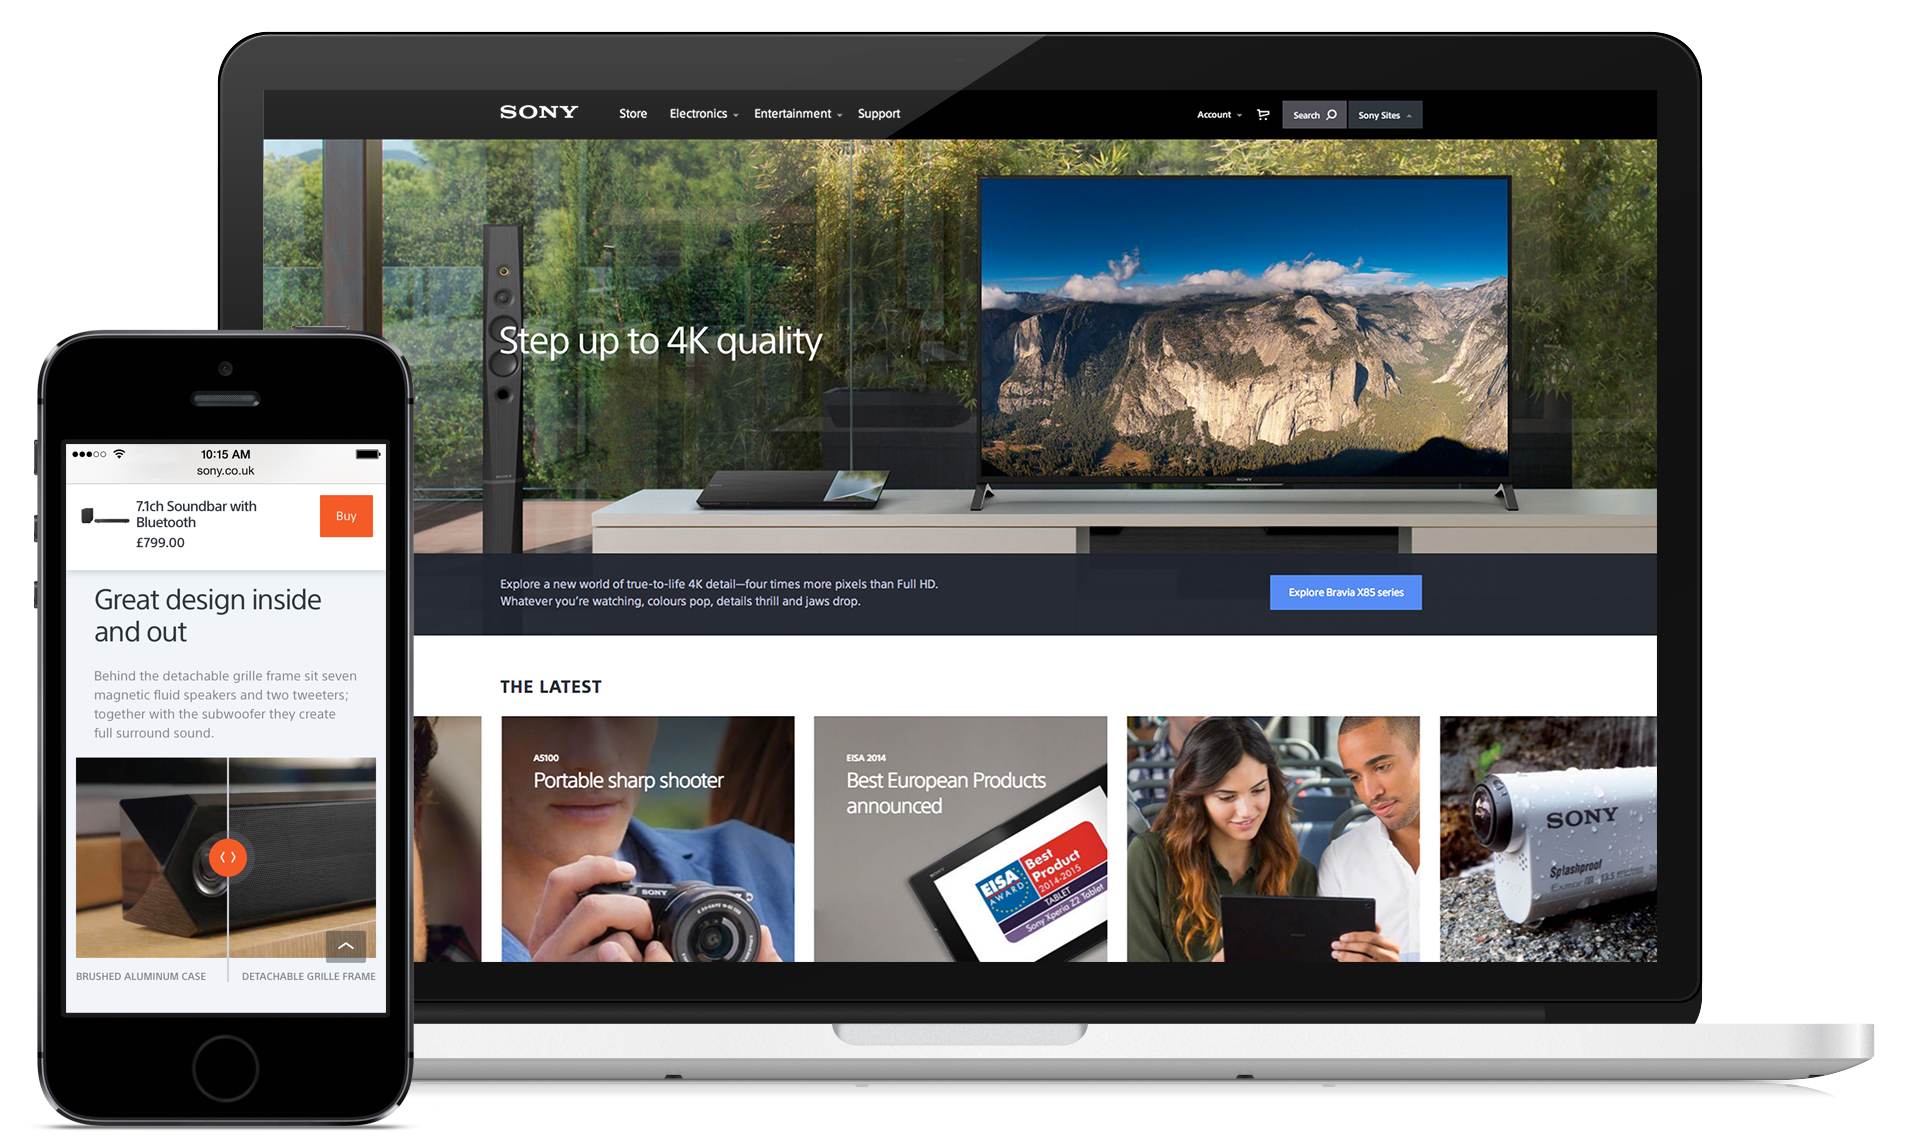 SONY
Store
Electronics
Entertainment
Support
Account
Search
Sony Sites
Step up to 4K quality
SONY
SONY
Explore a new world of true-to-life 4K detail—four times more pixels than Full HD.
Whatever you're watching, colours pop, details thrill and jaws drop.
Explore Bravia X85 series
THE LATEST
A5100
Portable sharp shooter
SONY
EISA 2014
Best European Products
announced
EISA
AWARD
Best
Product
2014-2015
TABLET
Sony Xperia Z2 Tablet
SONY
Splashproof
10:15 AM
sony.co.uk
7.1ch Soundbar with
Bluetooth
£799.00
Buy
Great design inside
and out
Behind the detachable grille frame sit seven
magnetic fluid speakers and two tweeters;
together with the subwoofer they create
full surround sound.
BRUSHED ALUMINUM CASE
DETACHABLE GRILLE FRAME